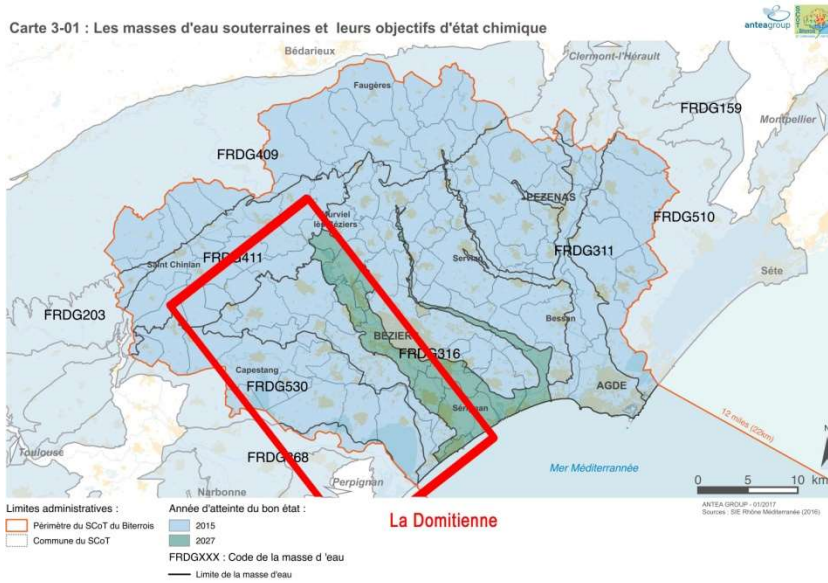 Carte 3-01 : Les masses d'eau souterraines et leurs objectifs d'état chimique
anteagroup
Bédarieux
Clermont-l'Hérault
Faugères
FRDG159
Montpellier
FRDG409
PEZENAS
FRDG510
Murviel
lès Béziers
FRDG411
Saint Chinian
Servian
FRDG311
Sète
FRDG203
Bessan
BEZIERS
FRDG316
Capestang
FRDG530
AGDE
Sérignan
12 miles (22km)
Toulouse
Narbonne
Perpignan
Mer Méditerrannée
0 5 10 km
Limites administratives :
Périmètre du SCoT du Biterrois
Commune du SCoT
Année d'atteinte du bon état :
2015
2027
FRDGXXX : Code de la masse d 'eau
Limite de la masse d'eau
La Domitienne
ANTEA GROUP - 01/2017
Sources : SIE Rhône Méditerranée (2016)